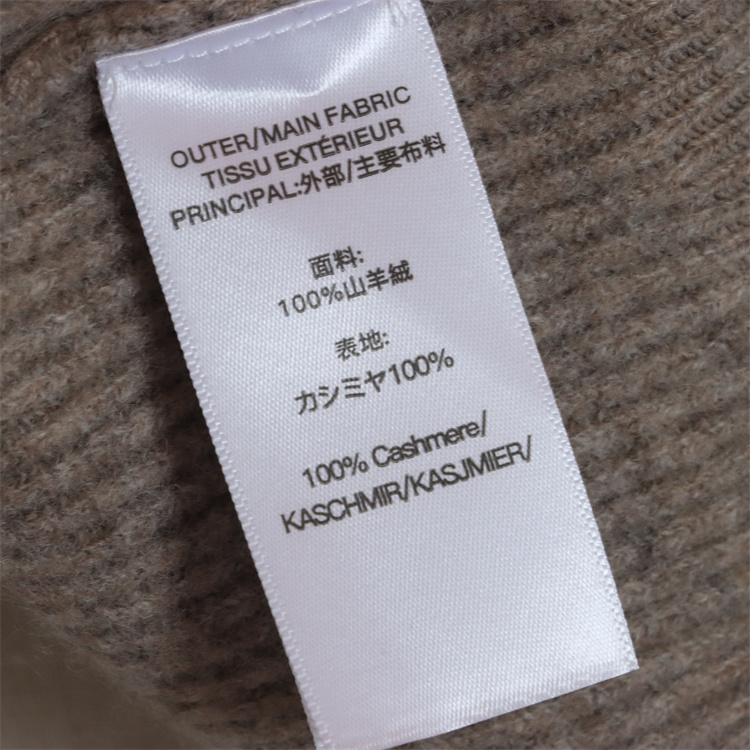 OUTER/MAIN FABRIC
TISSU EXTÉRIEUR
PRINCIPAL:外部/主要布料
面料:
100%山羊绒
表地:
カシミヤ100%
100% Cashmere/
KASCHMIR/KASJMIER/